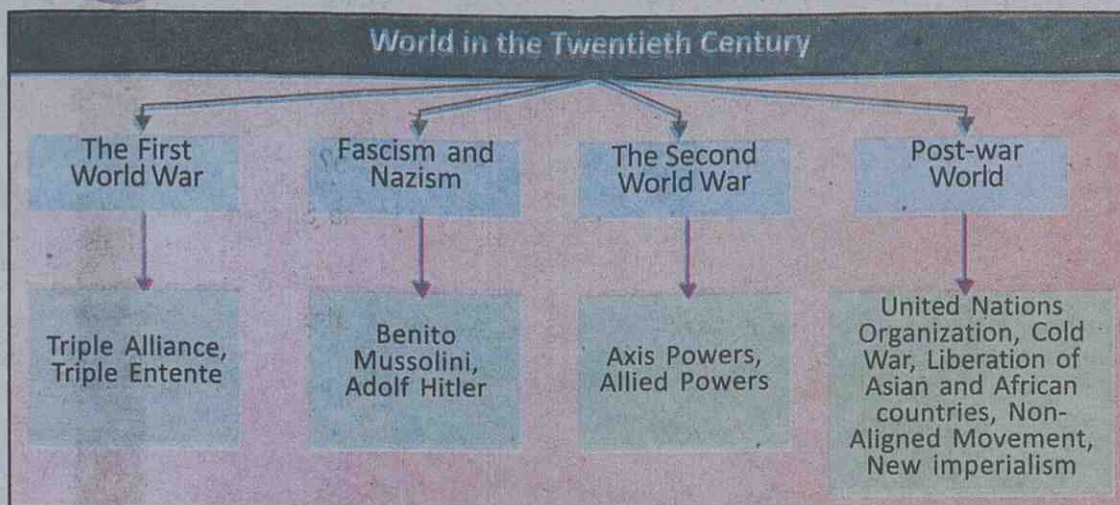 World in the Twentieth Century
The First
World War
Fascism and
Nazism
The Second
World War
Post-war
World
Triple Alliance,
Triple Entente
Benito
Mussolini,
Adolf Hitler
Axis Powers,
Allied Powers
United Nations
Organization, Cold
War, Liberation of
Asian and African
countries, Non-
Aligned Movement,
New imperialism